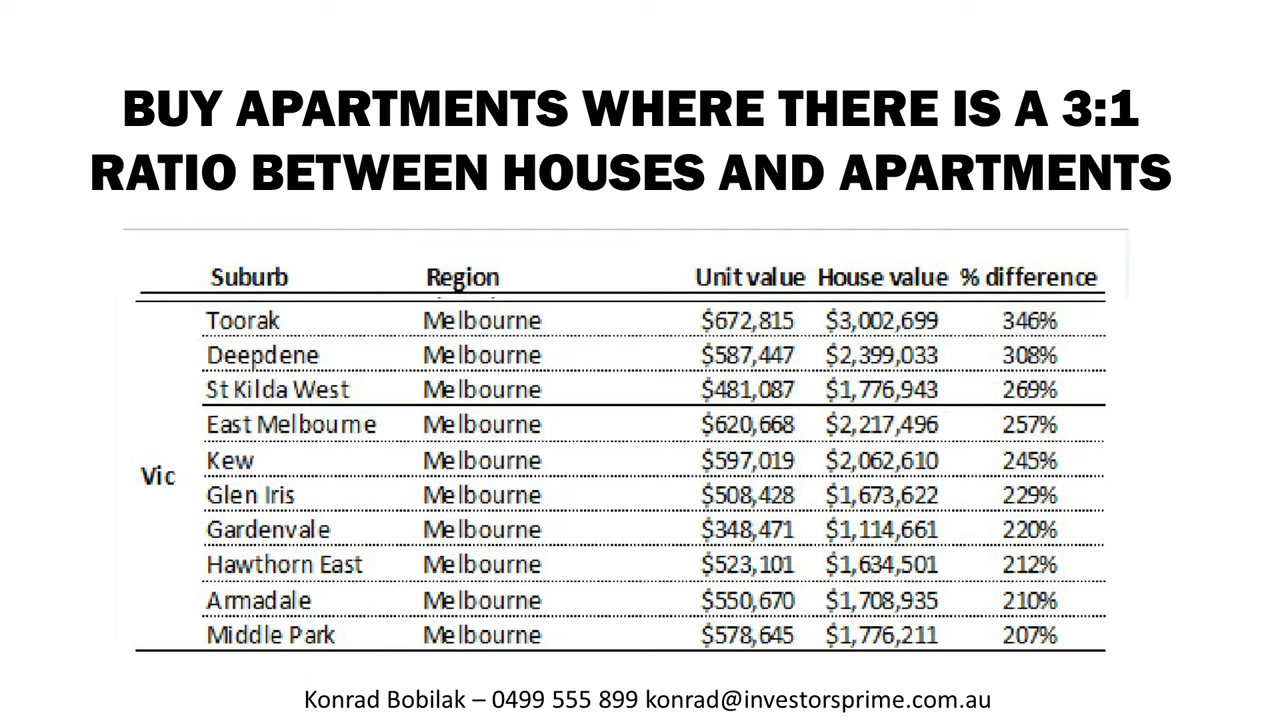 BUY APARTMENTS WHERE THERE IS A 3:1
RATIO BETWEEN HOUSES AND APARTMENTS
Suburb Region Unit value House value % difference
Toorak Melbourne $672,815 $3,002,699 346%
Deepdene Melbourne $587,447 $2,399,033 308%
St Kilda West Melbourne $481,087 $1,776,943 269%
East Melbourne Melbourne $620,668 $2,217,496 257%
Kew Melbourne $597,019 $2,062,610 245%
Vic
Glen Iris Melbourne $508,428 $1,673,622 229%
Gardenvale Melbourne $348,471 $1,114,661 220%
Hawthorn East Melbourne $523,101 $1,634,501 212%
Armadale Melbourne $550,670 $1,708,935 210%
Middle Park Melbourne $578,645 $1,776,211 207%
Konrad Bobilak – 0499 555 899 konrad@investorsprime.com.au